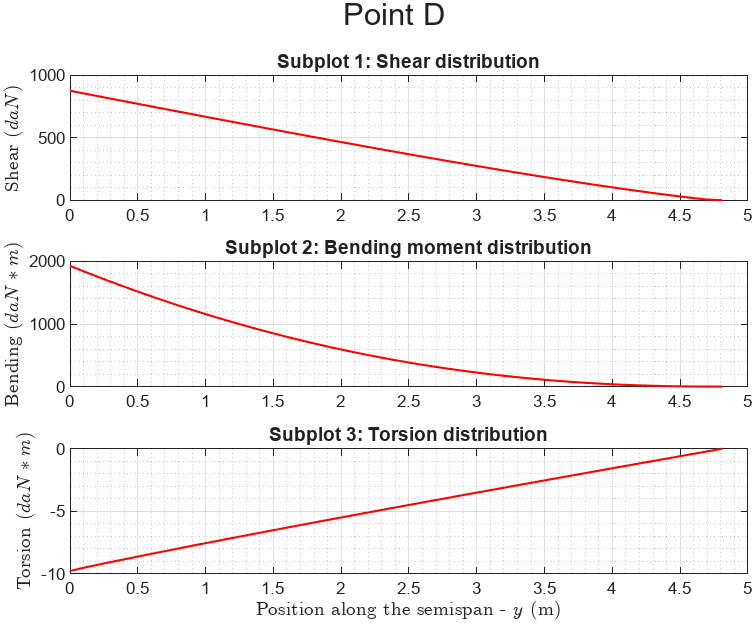 Point D
Subplot 1: Shear distribution
Shear (daN)
1000
500
0
0 0.5 1 1.5 2 2.5 3 3.5 4 4.5 5
Subplot 2: Bending moment distribution
Bending (daN * m)
2000
1000
0
0 0.5 1 1.5 2 2.5 3 3.5 4 4.5 5
Subplot 3: Torsion distribution
Torsion (daN * m)
0
-5
-10
0 0.5 1 1.5 2 2.5 3 3.5 4 4.5 5
Position along the semispan - y (m)